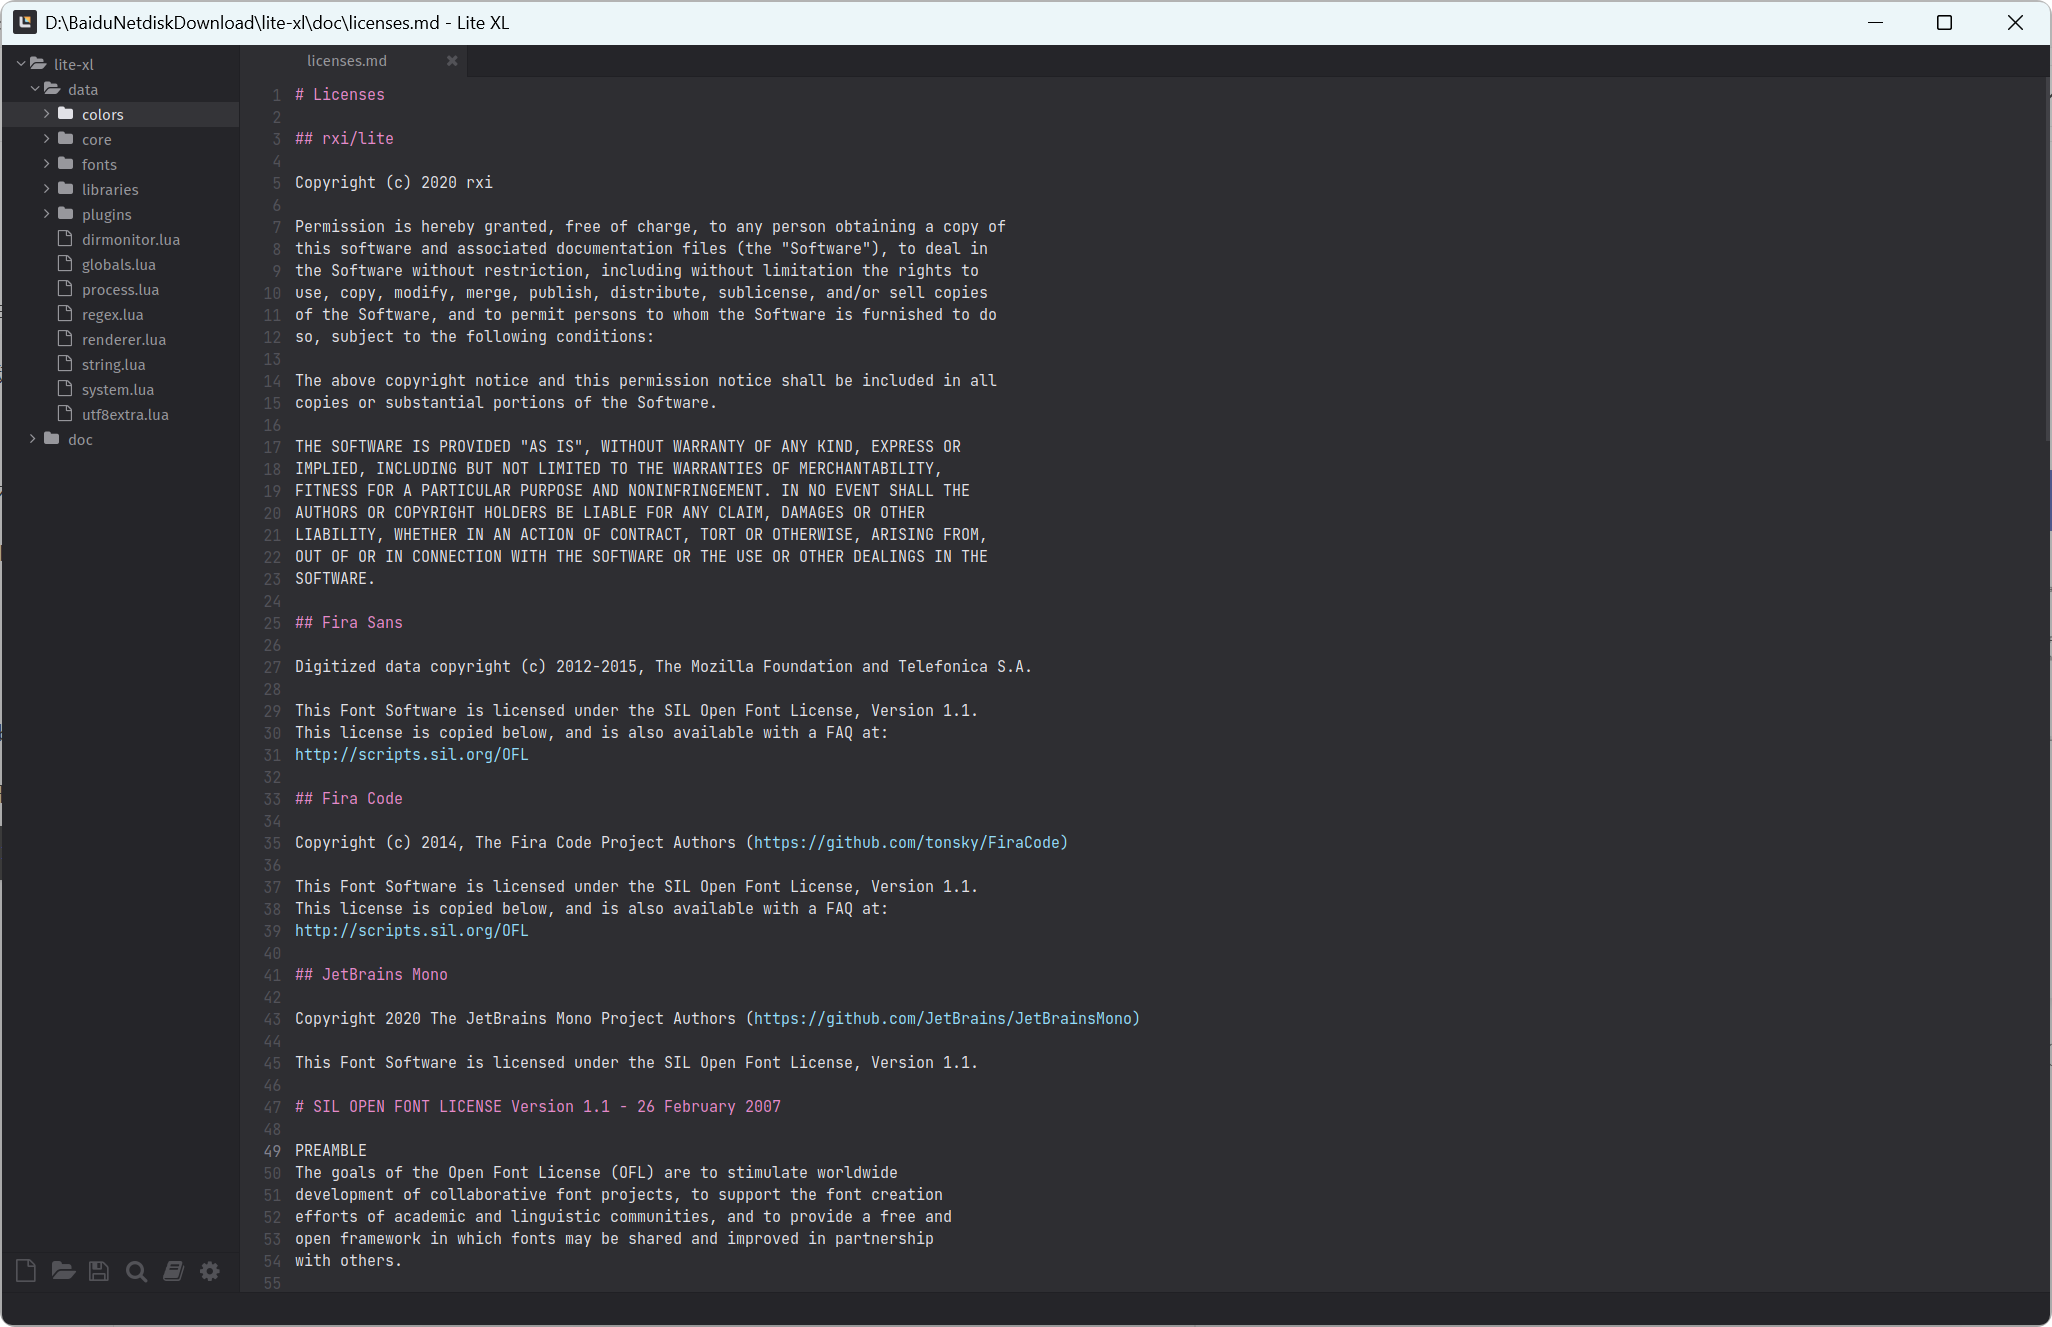 D:\BaiduNetdiskDownload\lite-xl\doc\licenses.md - Lite XL
lite-xl
data
colors
core
fonts
libraries
plugins
dirmonitor.lua
globals.lua
process.lua
regex.lua
renderer.lua
string.lua
system.lua
utf8extra.lua
doc
licenses.md
1 # Licenses
2
3 ## rxi/lite
4
5 Copyright (c) 2020 rxi
6
7 Permission is hereby granted, free of charge, to any person obtaining a copy of
8 this software and associated documentation files (the "Software"), to deal in
9 the Software without restriction, including without limitation the rights to
10 use, copy, modify, merge, publish, distribute, sublicense, and/or sell copies
11 of the Software, and to permit persons to whom the Software is furnished to do
12 so, subject to the following conditions:
13
14 The above copyright notice and this permission notice shall be included in all
15 copies or substantial portions of the Software.
16
17 THE SOFTWARE IS PROVIDED "AS IS", WITHOUT WARRANTY OF ANY KIND, EXPRESS OR
18 IMPLIED, INCLUDING BUT NOT LIMITED TO THE WARRANTIES OF MERCHANTABILITY,
19 FITNESS FOR A PARTICULAR PURPOSE AND NONINFRINGEMENT. IN NO EVENT SHALL THE
20 AUTHORS OR COPYRIGHT HOLDERS BE LIABLE FOR ANY CLAIM, DAMAGES OR OTHER
21 LIABILITY, WHETHER IN AN ACTION OF CONTRACT, TORT OR OTHERWISE, ARISING FROM,
22 OUT OF OR IN CONNECTION WITH THE SOFTWARE OR THE USE OR OTHER DEALINGS IN THE
23 SOFTWARE.
24
25 ## Fira Sans
26
27 Digitized data copyright (c) 2012-2015, The Mozilla Foundation and Telefonica S.A.
28
29 This Font Software is licensed under the SIL Open Font License, Version 1.1.
30 This license is copied below, and is also available with a FAQ at:
31 http://scripts.sil.org/OFL
32
33 ## Fira Code
34
35 Copyright (c) 2014, The Fira Code Project Authors (https://github.com/tonsky/FiraCode)
36
37 This Font Software is licensed under the SIL Open Font License, Version 1.1.
38 This license is copied below, and is also available with a FAQ at:
39 http://scripts.sil.org/OFL
40
41 ## JetBrains Mono
42
43 Copyright 2020 The JetBrains Mono Project Authors (https://github.com/JetBrains/JetBrainsMono)
44
45 This Font Software is licensed under the SIL Open Font License, Version 1.1.
46
47 # SIL OPEN FONT LICENSE Version 1.1 - 26 February 2007
48
49 PREAMBLE
50 The goals of the Open Font License (OFL) are to stimulate worldwide
51 development of collaborative font projects, to support the font creation
52 efforts of academic and linguistic communities, and to provide a free and
53 open framework in which fonts may be shared and improved in partnership
54 with others.
55